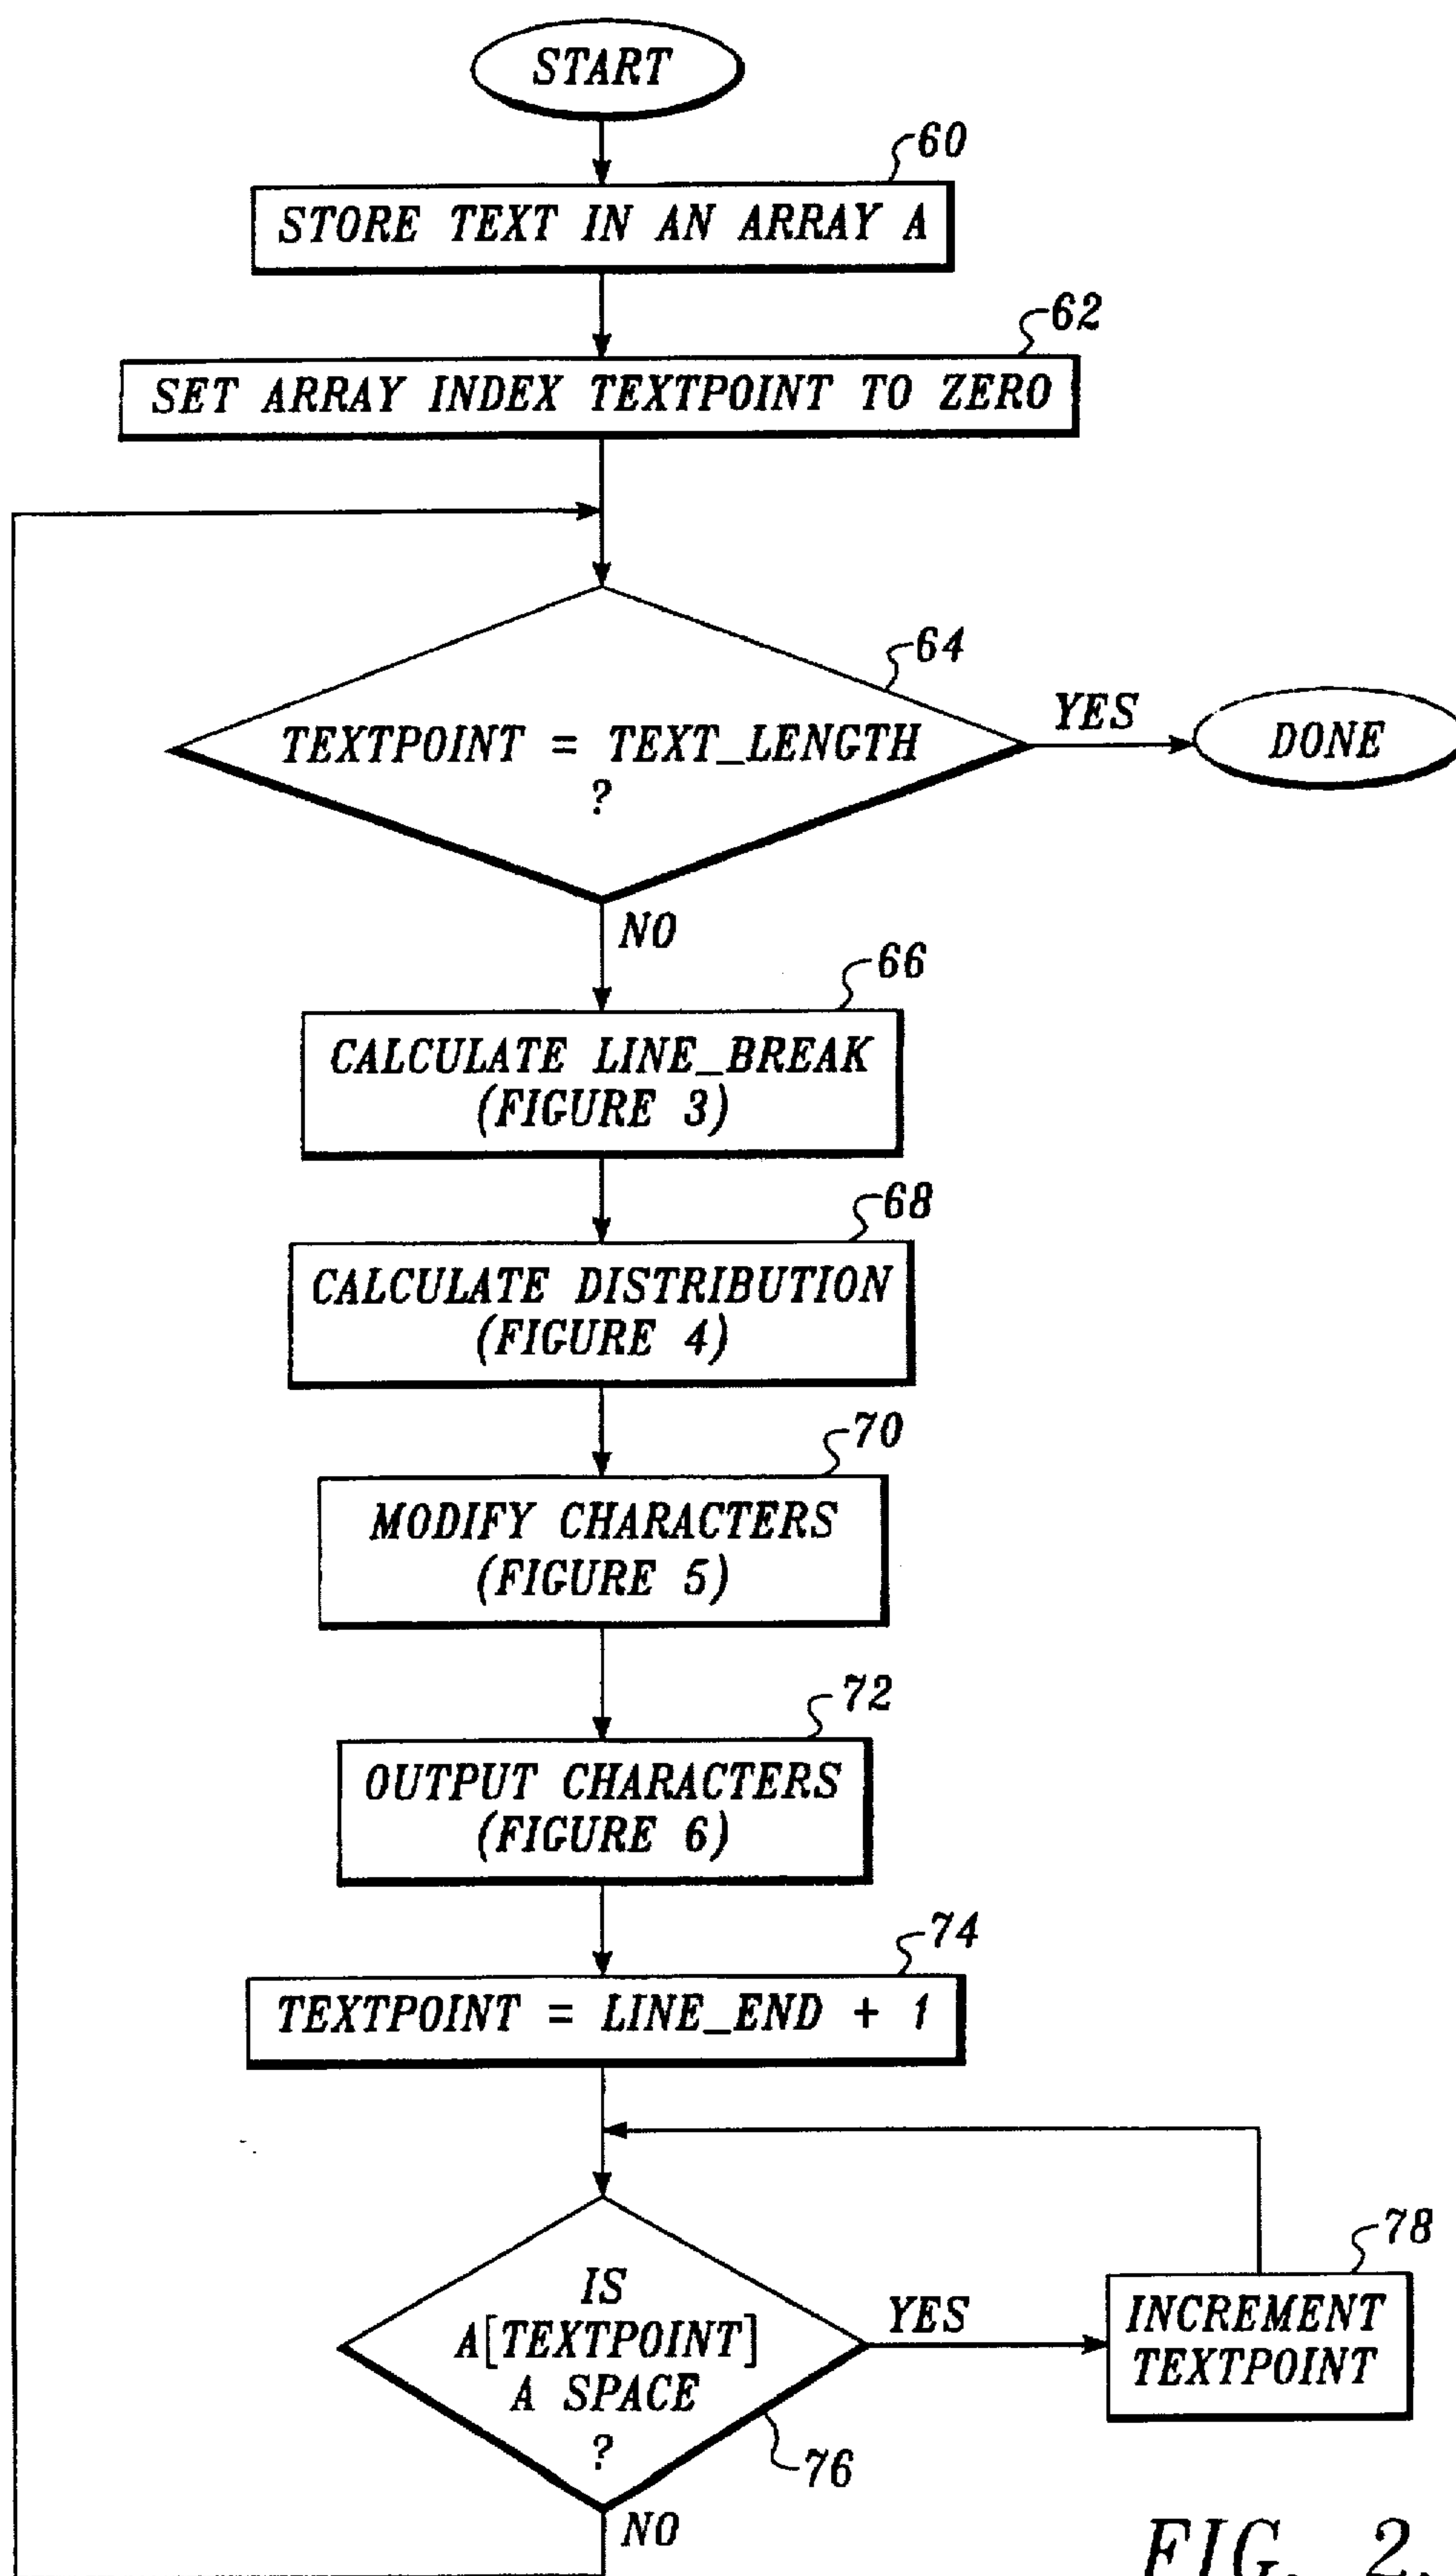 START
60
STORE TEXT IN AN ARRAY A
62
SET ARRAY INDEX TEXTPOINT TO ZERO
64
TEXTPOINT = TEXT_LENGTH
?
YES
DONE
NO
66
CALCULATE LINE_BREAK
(FIGURE 3)
68
CALCULATE DISTRIBUTION
(FIGURE 4)
70
MODIFY CHARACTERS
(FIGURE 5)
72
OUTPUT CHARACTERS
(FIGURE 6)
74
TEXTPOINT = LINE_END + 1
IS
A[TEXTPOINT]
A SPACE
?
76
YES
78
INCREMENT
TEXTPOINT
NO
FIG. 2.